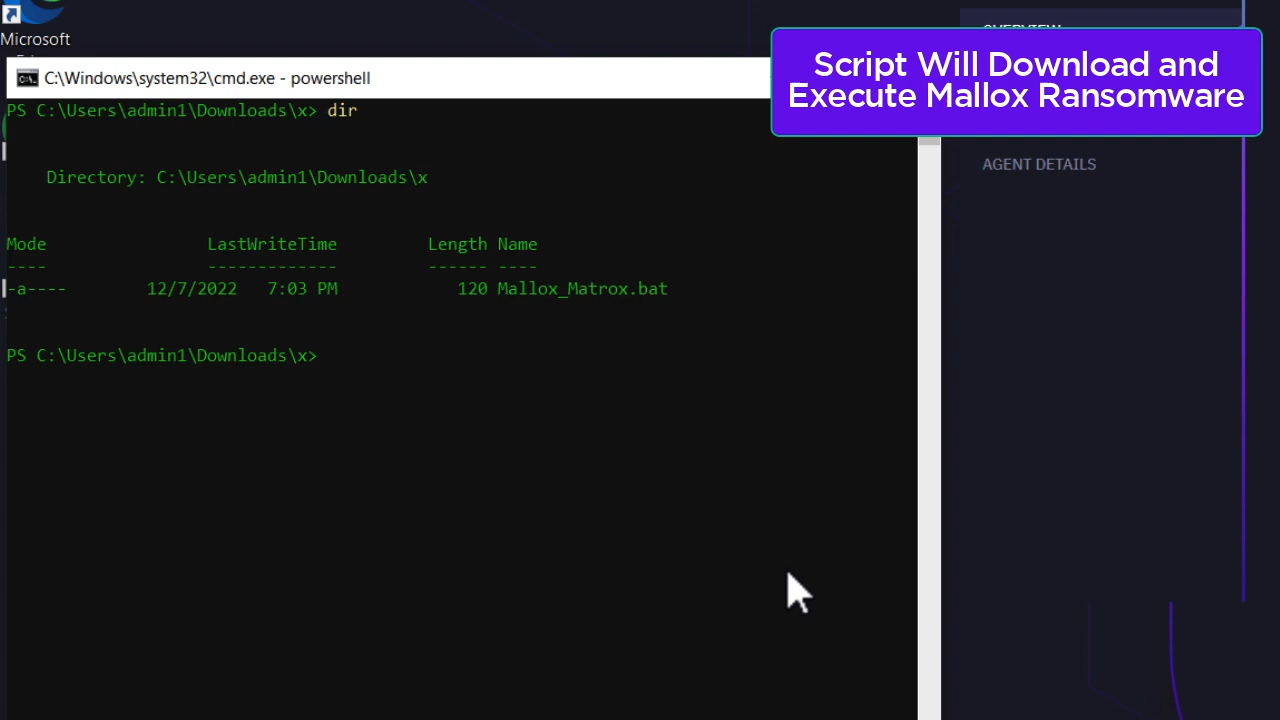 Microsoft
C:\Windows\system32\cmd.exe - powershell
Script Will Download and
Execute Mallox Ransomware
OVERVIEW
AGENT DETAILS
PS C:\Users\admin1\Downloads\x> dir
Directory: C:\Users\admin1\Downloads\x
Mode LastWriteTime Length Name
---- ------------- ------ ----
-a---- 12/7/2022 7:03 PM 120 Mallox_Matrox.bat
PS C:\Users\admin1\Downloads\x>